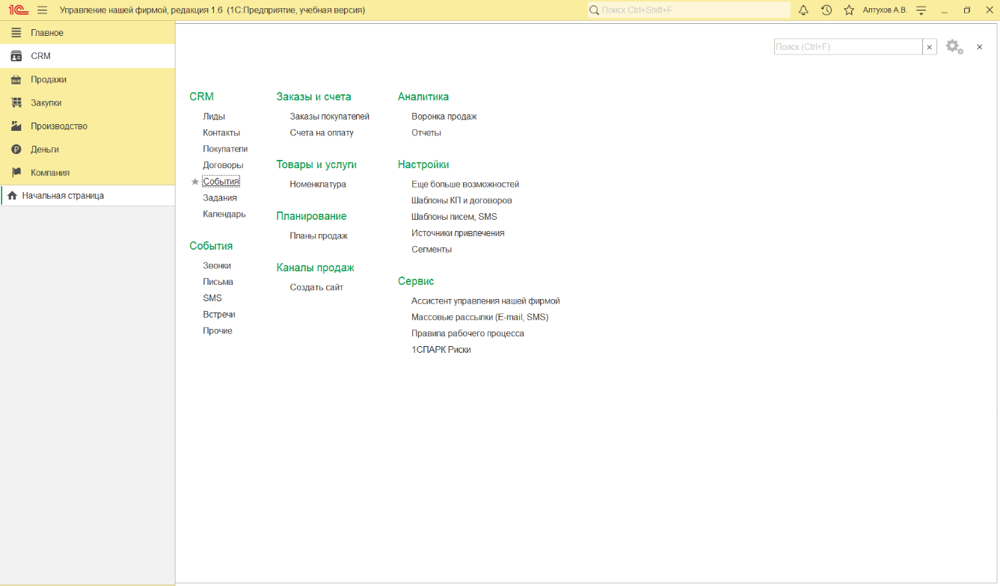 1С Управление нашей фирмой, редакция 1.6 (1С:Предприятие, учебная версия) Поиск Ctrl+Shift+F Алтухов А.В.
Главное
CRM
Продажи
Закупки
Производство
Деньги
Компания
Начальная страница
Поиск (Ctrl+F)
CRM
Лиды
Контакты
Покупатели
Договоры
События
Задания
Календарь
События
Звонки
Письма
SMS
Встречи
Прочие
Заказы и счета
Заказы покупателей
Счета на оплату
Товары и услуги
Номенклатура
Планирование
Планы продаж
Каналы продаж
Создать сайт
Аналитика
Воронка продаж
Отчеты
Настройки
Еще больше возможностей
Шаблоны КП и договоров
Шаблоны писем, SMS
Источники привлечения
Сегменты
Сервис
Ассистент управления нашей фирмой
Массовые рассылки (E-mail, SMS)
Правила рабочего процесса
1СПАРК Риски